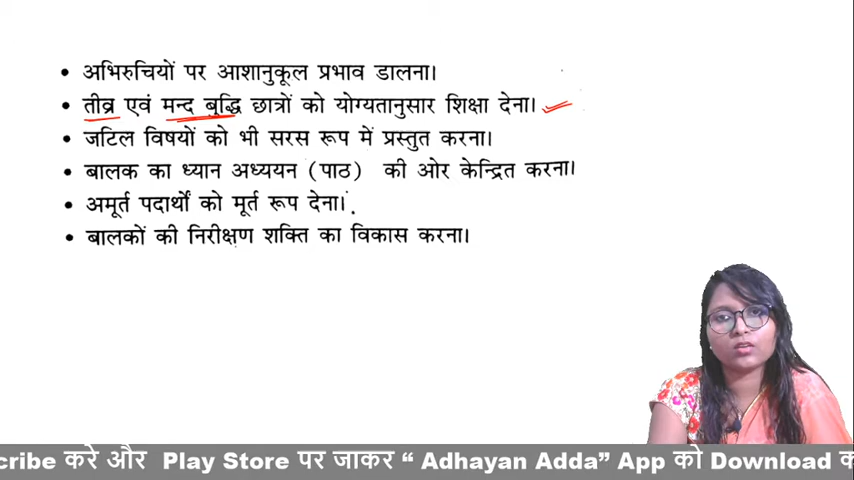 • अभिरुचियों पर आशानुकूल प्रभाव डालना।
• तीव्र एवं मन्द बुद्धि छात्रों को योग्यतानुसार शिक्षा देना।
• जटिल विषयों को भी सरस रूप में प्रस्तुत करना।
• बालक का ध्यान अध्ययन (पाठ) की ओर केन्द्रित करना।
• अमूर्त पदार्थों को मूर्त रूप देना।
• बालकों की निरीक्षण शक्ति का विकास करना।
cribe करे और Play Store पर जाकर “ Adhayan Adda” App को Download क